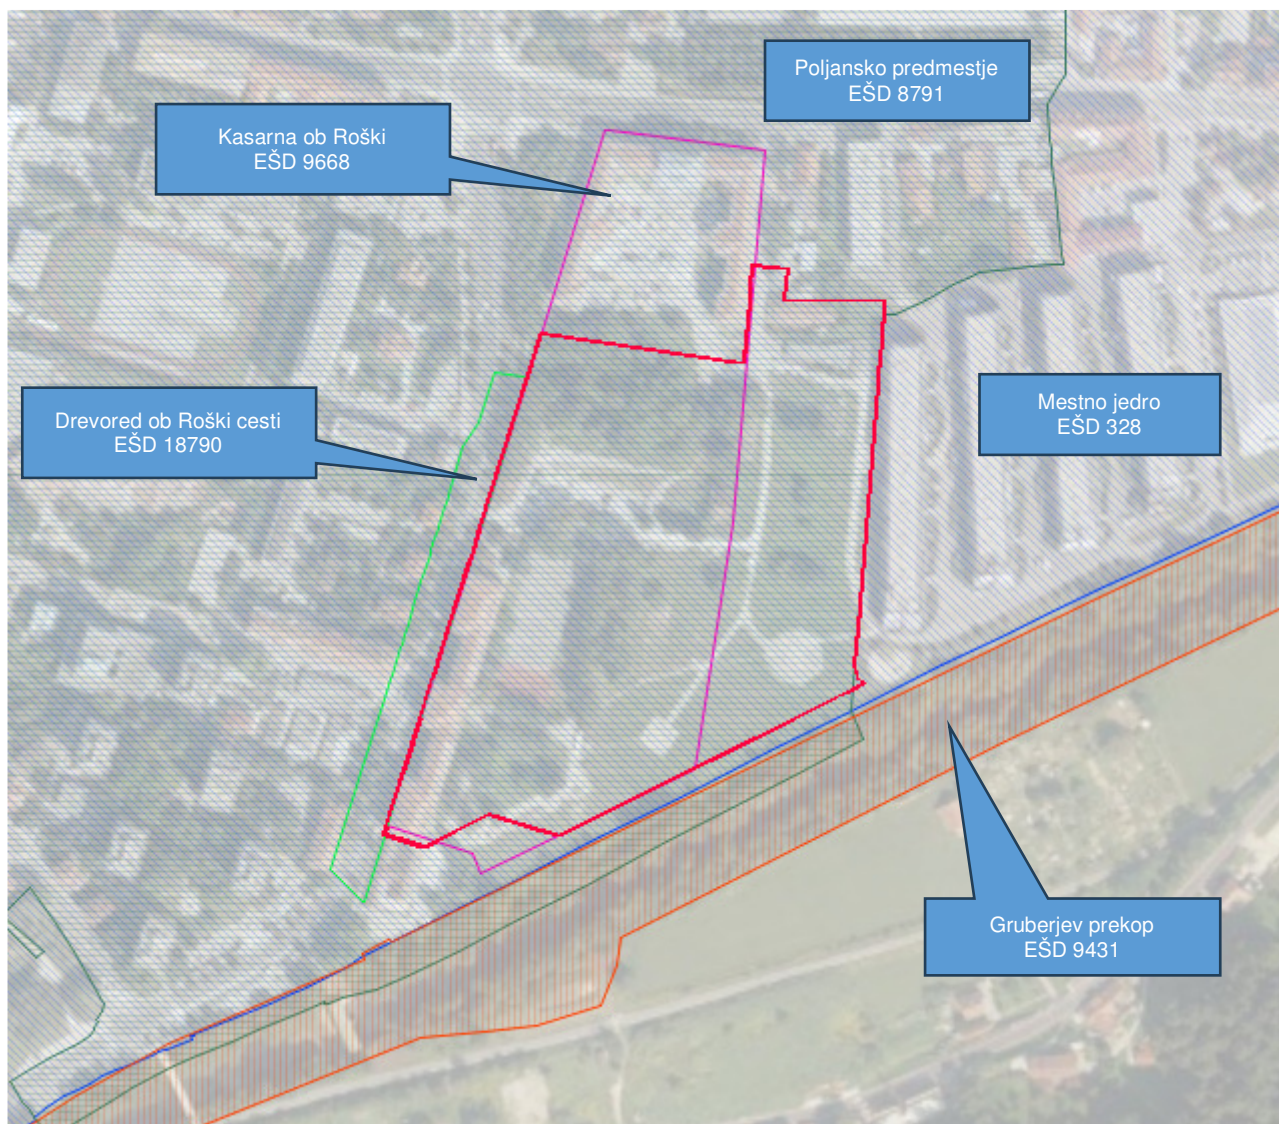 Poljansko predmestje
EŠD 8791
Kasarna ob Roški
EŠD 9668
Mestno jedro
EŠD 328
Drevored ob Roški cesti
EŠD 18790
Gruberjev prekop
EŠD 9431